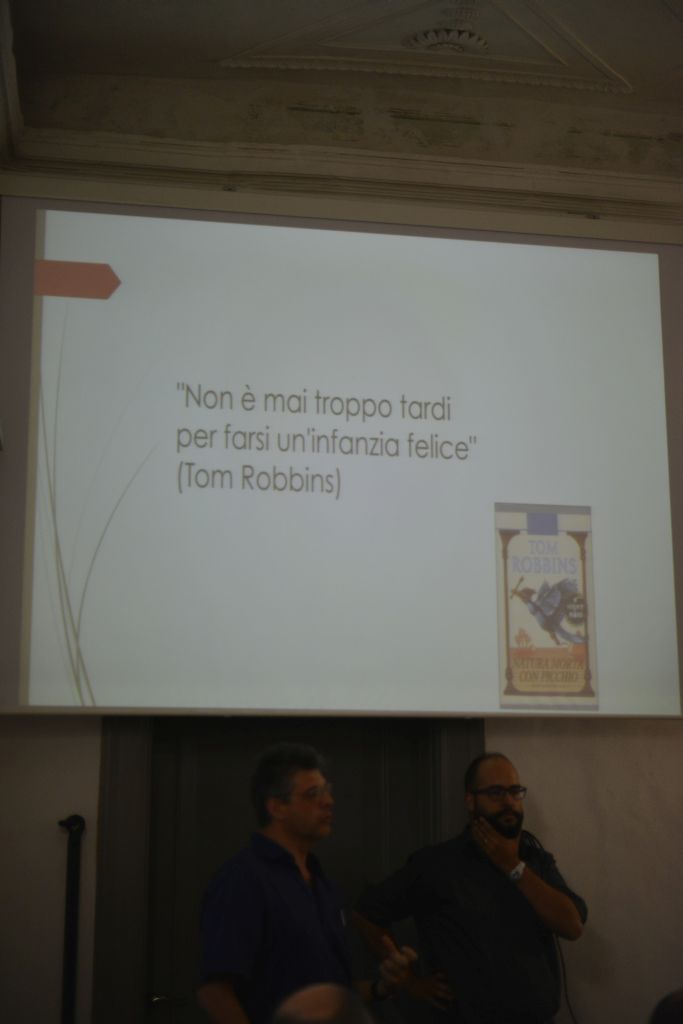 "Non è mai troppo tardi
per farsi un'infanzia felice"
(Tom Robbins)
TOM
ROBBINS
NATURA MORTA
CON PICCHIO